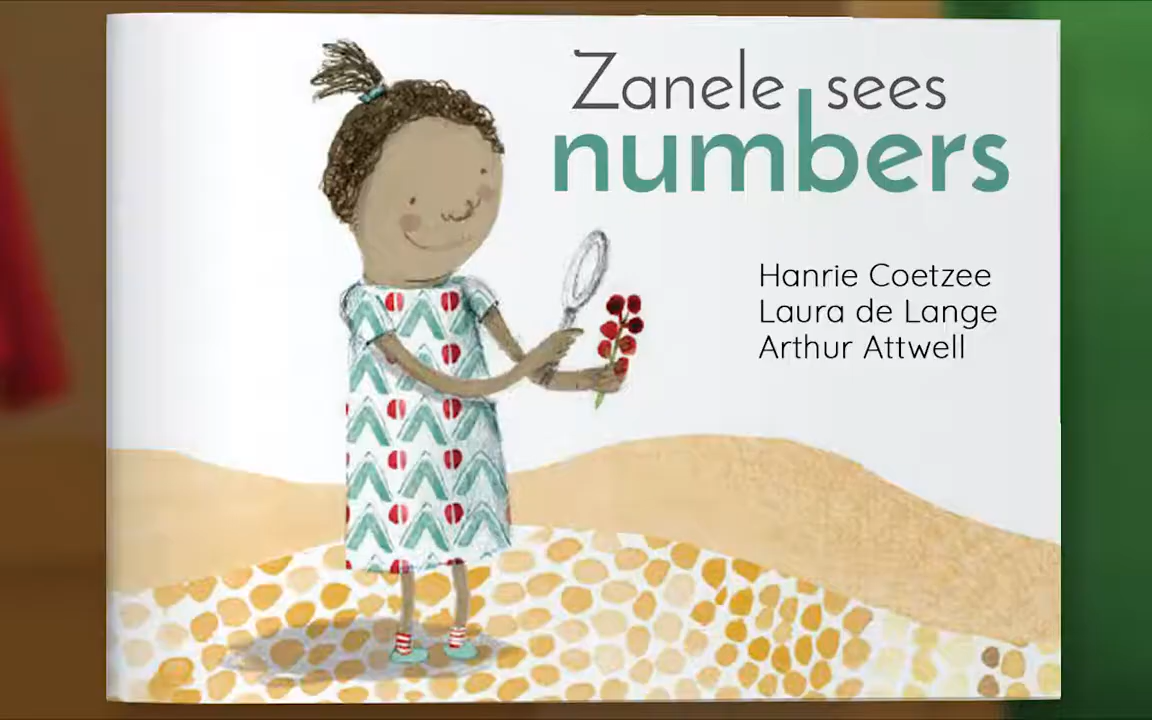 Zanele sees
numbers
Hanrie Coetzee
Laura de Lange
Arthur Attwell